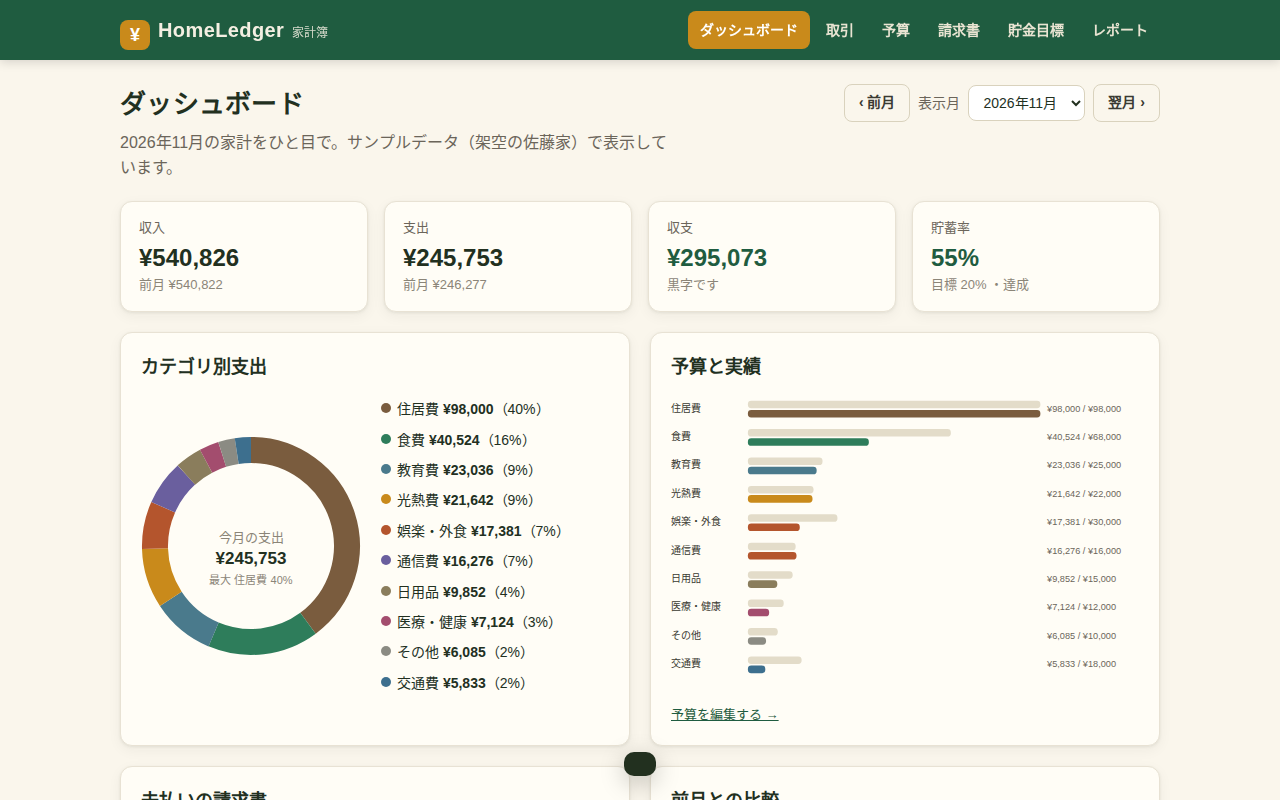 ¥ HomeLedger 家計簿
ダッシュボード 取引 予算 請求書 貯金目標 レポート
ダッシュボード
‹ 前月 表示月 2026年11月 翌月 ›
2026年11月の家計をひと目で。サンプルデータ（架空の佐藤家）で表示して
います。
収入
¥540,826
前月 ¥540,822
支出
¥245,753
前月 ¥246,277
収支
¥295,073
黒字です
貯蓄率
55%
目標 20% ・達成
カテゴリ別支出
今月の支出
¥245,753
最大 住居費 40%
住居費 ¥98,000（40%）
食費 ¥40,524（16%）
教育費 ¥23,036（9%）
光熱費 ¥21,642（9%）
娯楽・外食 ¥17,381（7%）
通信費 ¥16,276（7%）
日用品 ¥9,852（4%）
医療・健康 ¥7,124（3%）
その他 ¥6,085（2%）
交通費 ¥5,833（2%）
予算と実績
住居費 ¥98,000 / ¥98,000
食費 ¥40,524 / ¥68,000
教育費 ¥23,036 / ¥25,000
光熱費 ¥21,642 / ¥22,000
娯楽・外食 ¥17,381 / ¥30,000
通信費 ¥16,276 / ¥16,000
日用品 ¥9,852 / ¥15,000
医療・健康 ¥7,124 / ¥12,000
その他 ¥6,085 / ¥10,000
交通費 ¥5,833 / ¥18,000
予算を編集する →
未払いの請求書
前月との比較